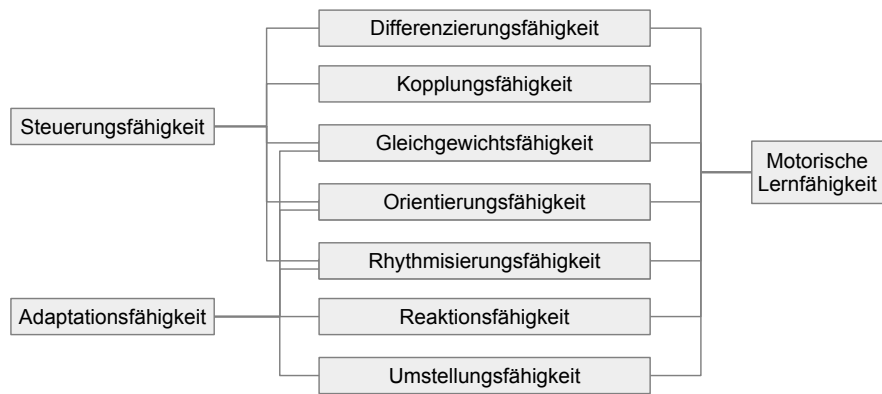 Differenzierungsfähigkeit
Kopplungsfähigkeit
Steuerungsfähigkeit
Gleichgewichtsfähigkeit
Motorische
Lernfähigkeit
Orientierungsfähigkeit
Rhythmisierungsfähigkeit
Adaptationsfähigkeit
Reaktionsfähigkeit
Umstellungsfähigkeit